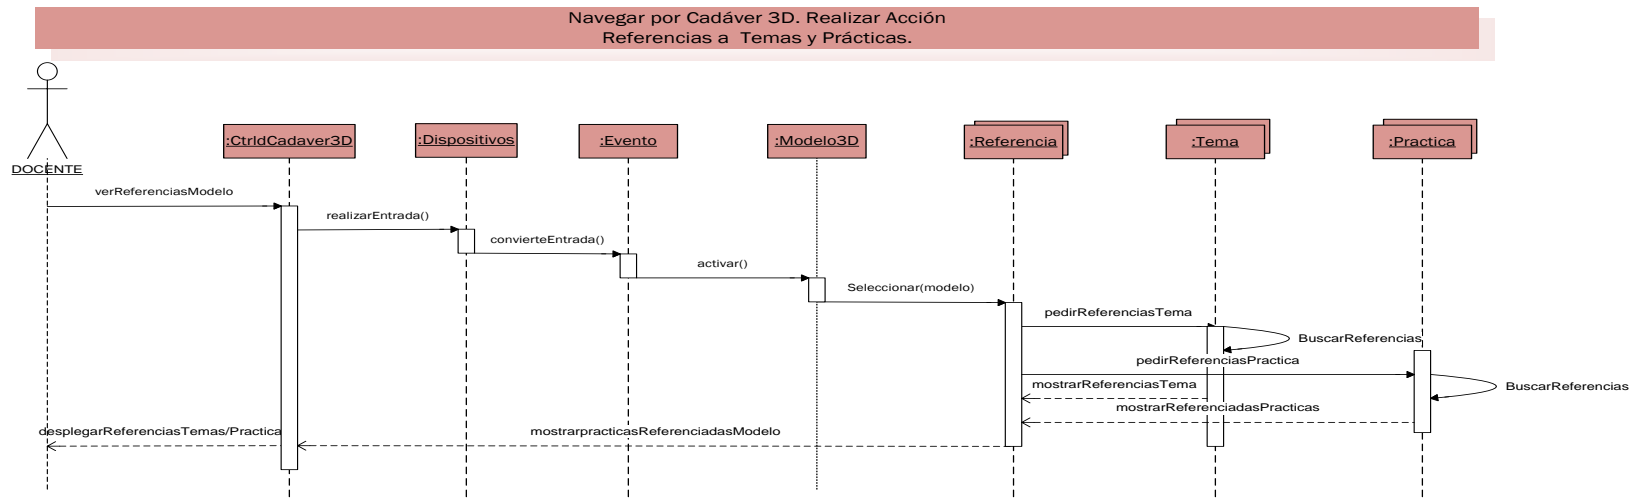 Navegar por Cadáver 3D. Realizar Acción
Referencias a Temas y Prácticas.
DOCENTE
:CtrldCadaver3D
:Dispositivos
:Evento
:Modelo3D
:Referencia
:Tema
:Practica
verReferenciasModelo
realizarEntrada()
convierteEntrada()
activar()
Seleccionar(modelo)
pedirReferenciasTema
BuscarReferencias
pedirReferenciasPractica
mostrarReferenciasTema
BuscarReferencias
mostrarReferenciadasPracticas
desplegarReferenciasTemas/Practica
mostrarpracticasReferenciadasModelo